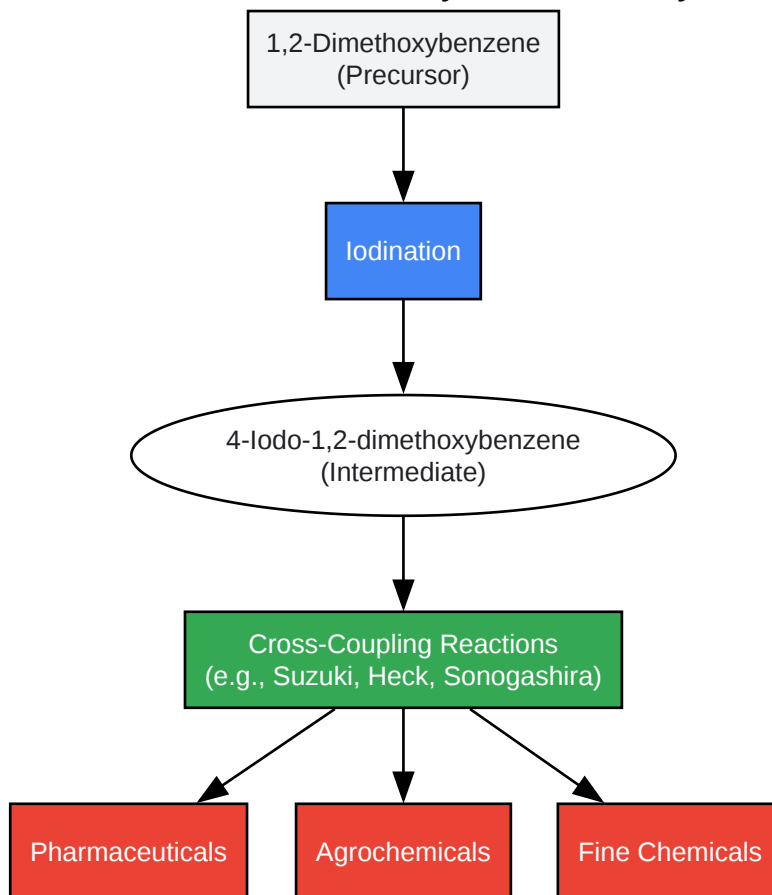 1,2-Dimethoxybenzene
(Precursor)
Iodination
4-Iodo-1,2-dimethoxybenzene
(Intermediate)
Cross-Coupling Reactions
(e.g., Suzuki, Heck, Sonogashira)
Pharmaceuticals
Agrochemicals
Fine Chemicals